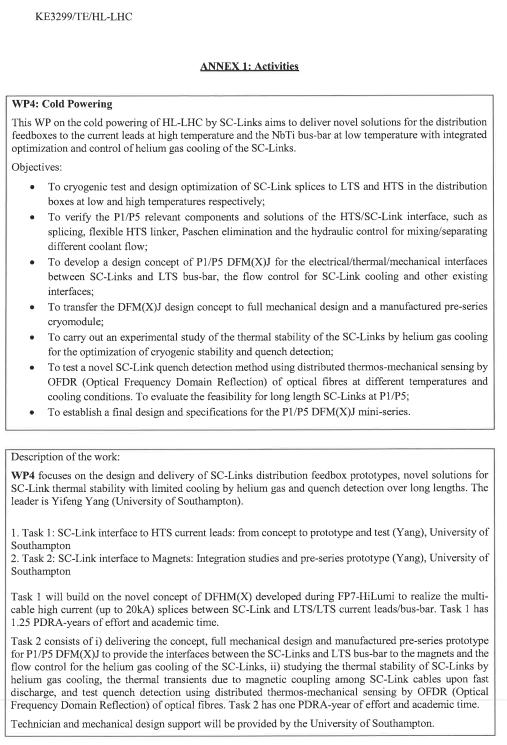 KE3299/TE/HL-LHC
ANNEX 1: Activities
WP4: Cold Powering
This WP on the cold powering of HL-LHC by SC-Links aims to deliver novel solutions for the distribution
feedboxes to the current leads at high temperature and the NbTi bus-bar at low temperature with integrated
optimization and control of helium gas cooling of the SC-Links.
Objectives:
• To cryogenic test and design optimization of SC-Link splices to LTS and HTS in the distribution
boxes at low and high temperatures respectively;
• To verify the P1/P5 relevant components and solutions of the HTS/SC-Link interface, such as
splicing, flexible HTS linker, Paschen elimination and the hydraulic control for mixing/separating
different coolant flow;
• To develop a design concept of P1/P5 DFM(X)J for the electrical/thermal/mechanical interfaces
between SC-Links and LTS bus-bar, the flow control for SC-Link cooling and other existing
interfaces;
• To transfer the DFM(X)J design concept to full mechanical design and a manufactured pre-series
cryomodule;
• To carry out an experimental study of the thermal stability of the SC-Links by helium gas cooling
for the optimization of cryogenic stability and quench detection;
• To test a novel SC-Link quench detection method using distributed thermos-mechanical sensing by
OFDR (Optical Frequency Domain Reflection) of optical fibres at different temperatures and
cooling conditions. To evaluate the feasibility for long length SC-Links at P1/P5;
• To establish a final design and specifications for the P1/P5 DFM(X)J mini-series.
Description of the work:
WP4 focuses on the design and delivery of SC-Links distribution feedbox prototypes, novel solutions for
SC-Link thermal stability with limited cooling by helium gas and quench detection over long lengths. The
leader is Yifeng Yang (University of Southampton).
1. Task 1: SC-Link interface to HTS current leads: from concept to prototype and test (Yang), University of
Southampton
2. Task 2: SC-Link interface to Magnets: Integration studies and pre-series prototype (Yang), University of
Southampton
Task 1 will build on the novel concept of DFHM(X) developed during FP7-HiLumi to realize the multi-
cable high current (up to 20kA) splices between SC-Link and LTS/LTS current leads/bus-bar. Task 1 has
1.25 PDRA-years of effort and academic time.
Task 2 consists of i) delivering the concept, full mechanical design and manufactured pre-series prototype
for P1/P5 DFM(X)J to provide the interfaces between the SC-Links and LTS bus-bar to the magnets and the
flow control for the helium gas cooling of the SC-Links, ii) studying the thermal stability of SC-Links by
helium gas cooling, the thermal transients due to magnetic coupling among SC-Link cables upon fast
discharge, and test quench detection using distributed thermos-mechanical sensing by OFDR (Optical
Frequency Domain Reflection) of optical fibres. Task 2 has one PDRA-year of effort and academic time.
Technician and mechanical design support will be provided by the University of Southampton.